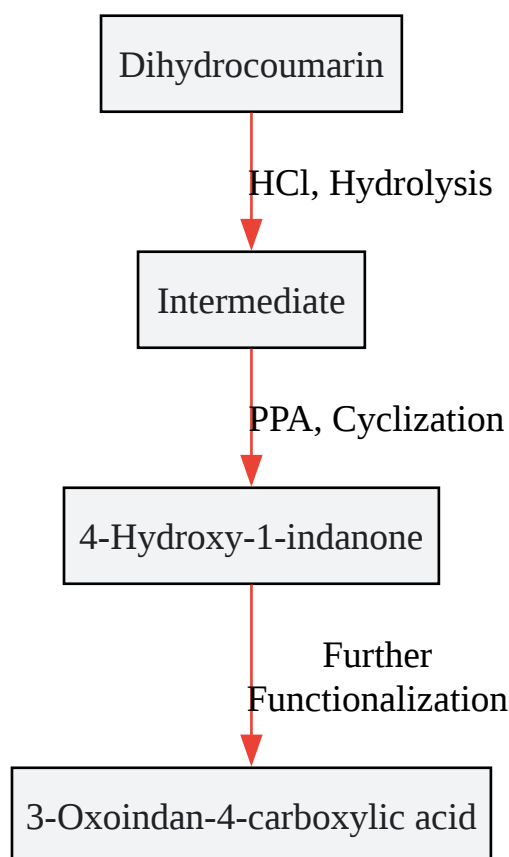 Dihydrocoumarin
HCl, Hydrolysis
Intermediate
PPA, Cyclization
4-Hydroxy-1-indanone
Further
Functionalization
3-Oxoindan-4-carboxylic acid